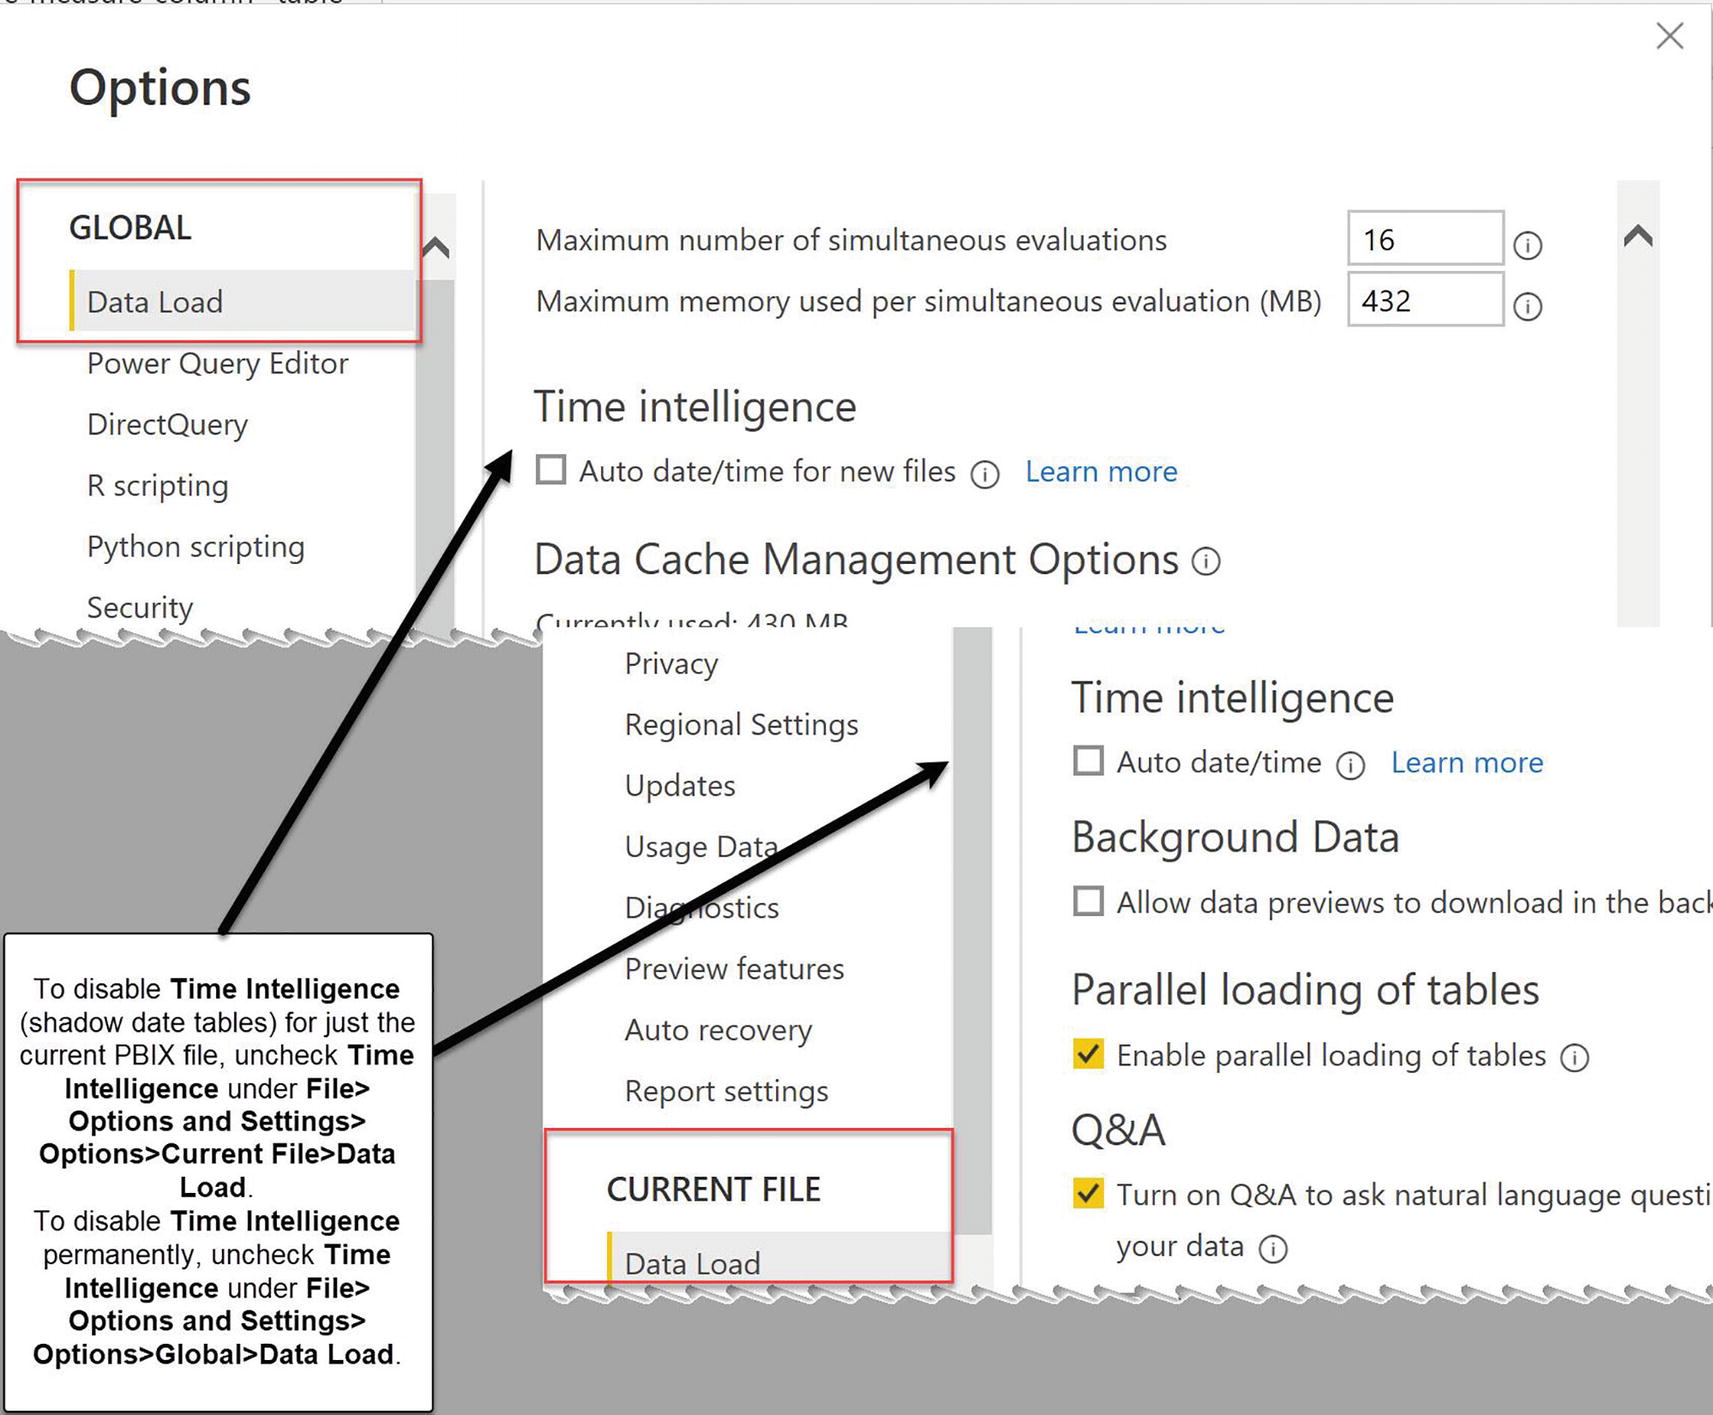 Options
GLOBAL
Data Load
Power Query Editor
DirectQuery
R scripting
Python scripting
Security
Maximum number of simultaneous evaluations 16
Maximum memory used per simultaneous evaluation (MB) 432
Time intelligence
Auto date/time for new files Learn more
Data Cache Management Options
Currently used: 430 MB
Privacy
Regional Settings
Updates
Usage Data
Diagnostics
Preview features
Auto recovery
Report settings
CURRENT FILE
Data Load
Learn more
Time intelligence
Auto date/time Learn more
Background Data
Allow data previews to download in the back
Parallel loading of tables
Enable parallel loading of tables
Q&A
Turn on Q&A to ask natural language questi
your data
To disable Time Intelligence
(shadow date tables) for just the
current PBIX file, uncheck Time
Intelligence under File>
Options and Settings>
Options>Current File>Data
Load.
To disable Time Intelligence
permanently, uncheck Time
Intelligence under File>
Options and Settings>
Options>Global>Data Load.